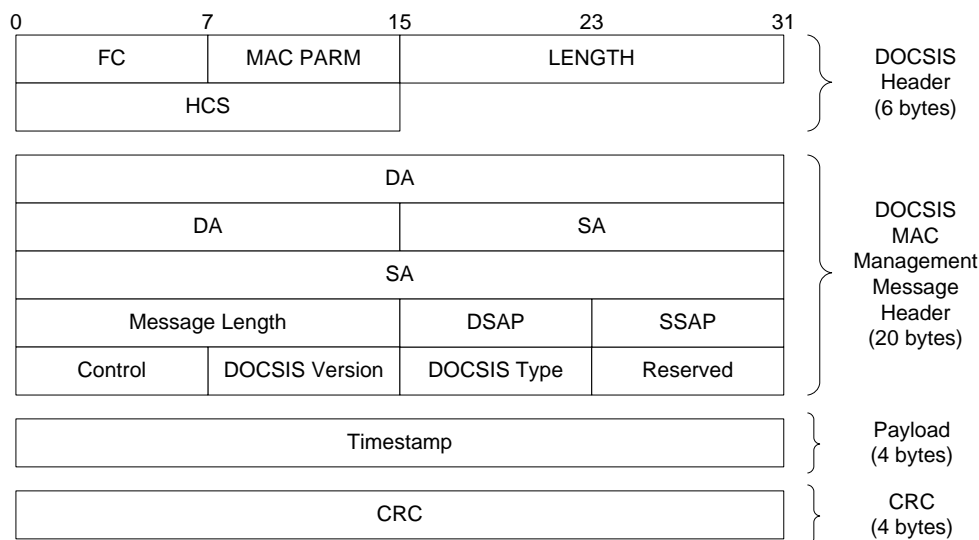 0 7 15 23 31
FC MAC PARM LENGTH
HCS
DOCSIS
Header
(6 bytes)
DA
DA SA
SA
Message Length DSAP SSAP
Control DOCSIS Version DOCSIS Type Reserved
DOCSIS
MAC
Management
Message
Header
(20 bytes)
Timestamp
Payload
(4 bytes)
CRC
CRC
(4 bytes)